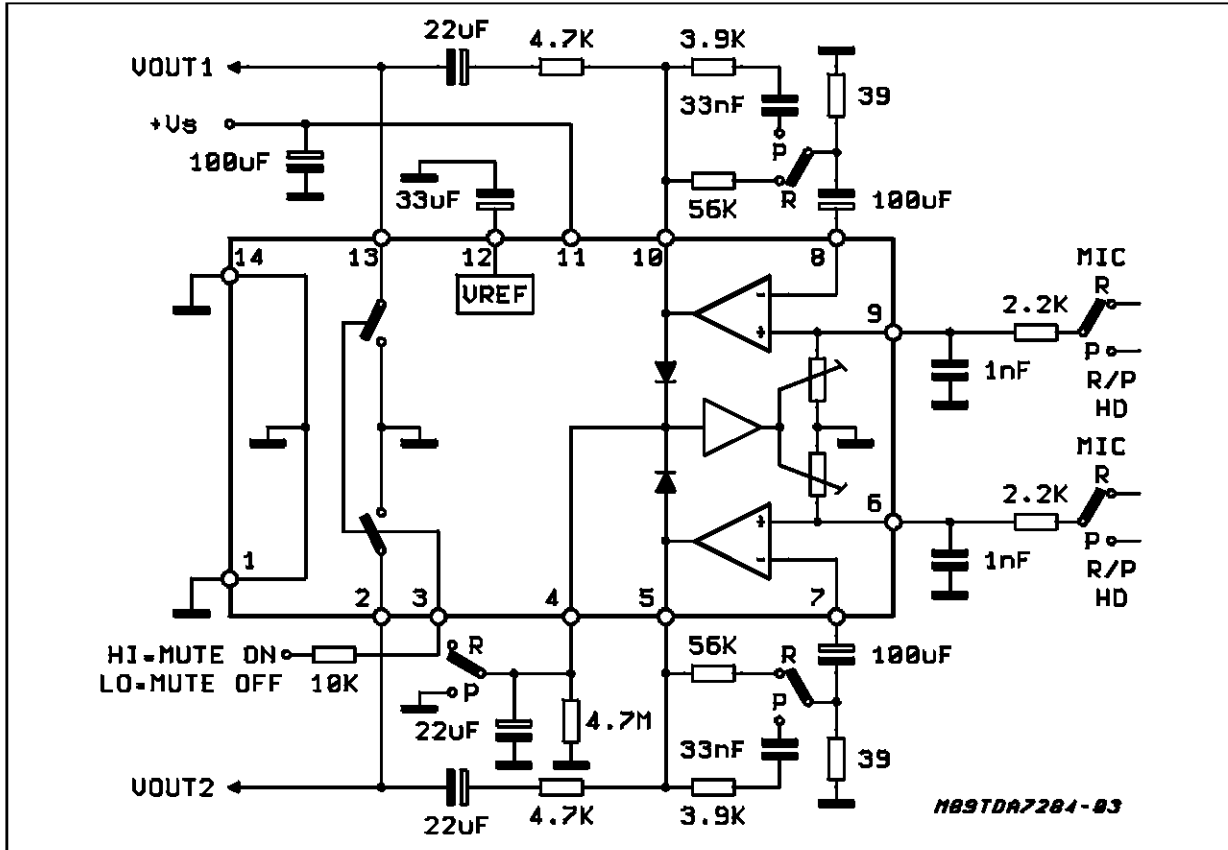 22uF 4.7K 3.9K
VOUT1
33nF 39
+Vs
P
100uF
33uF 56K R 100uF
14 13 12 11 10 8
MIC
VREF
R
9 2.2K
P
1nF R/P
HD
MIC
R
6 2.2K
P
1nF R/P
HD
1 2 3 4 5 7
HI=MUTE ON 10K R 56K R 100uF
LO=MUTE OFF P P
22uF 4.7M 33nF 39
VOUT2
22uF 4.7K 3.9K
M89TDA7284-03